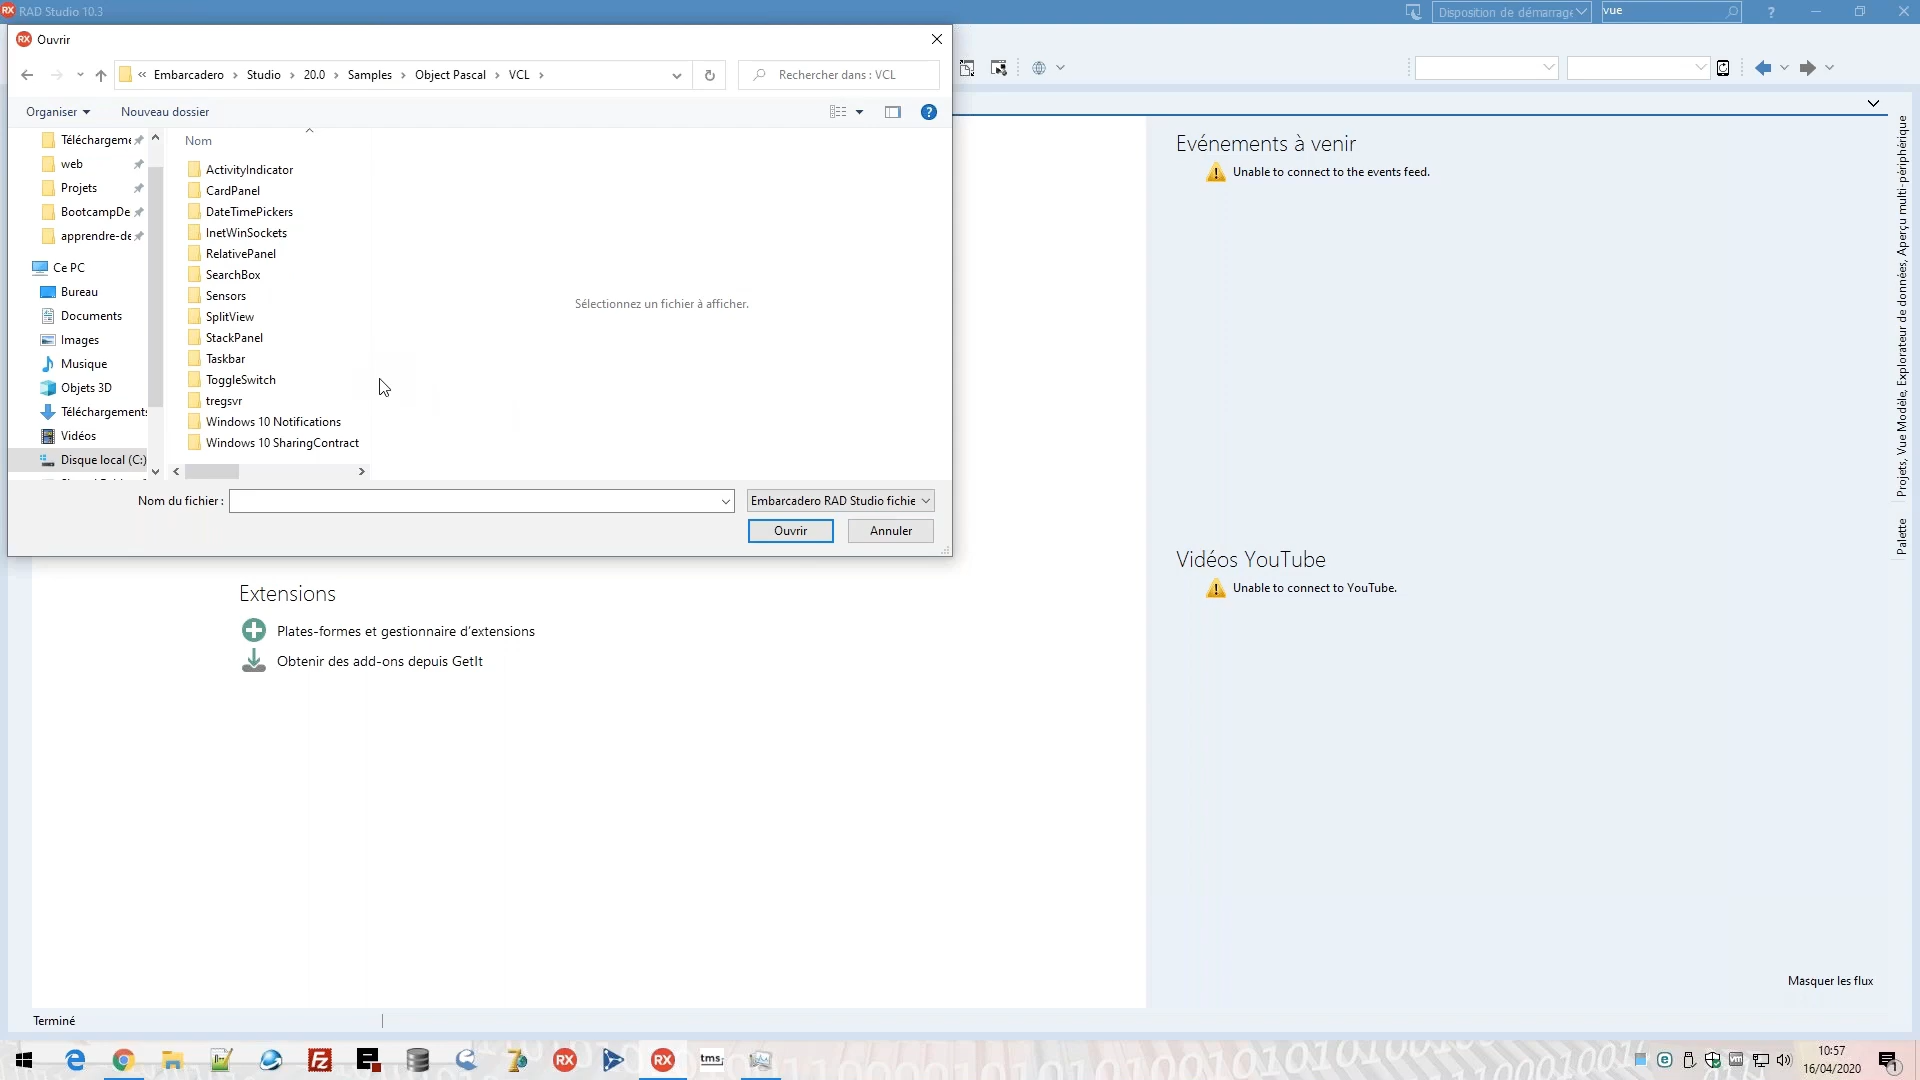 RAD Studio 10.3
Disposition de démarrage
vue
Ouvrir
« Embarcadero > Studio > 20.0 > Samples > Object Pascal > VCL >
Rechercher dans : VCL
Organiser
Nouveau dossier
Téléchargeme
web
Projets
BootcampDe
apprendre-de
Ce PC
Bureau
Documents
Images
Musique
Objets 3D
Téléchargements
Vidéos
Disque local (C:)
Nom
ActivityIndicator
CardPanel
DateTimePickers
InetWinSockets
RelativePanel
SearchBox
Sensors
SplitView
StackPanel
Taskbar
ToggleSwitch
tregsvr
Windows 10 Notifications
Windows 10 SharingContract
Sélectionnez un fichier à afficher.
Nom du fichier :
Embarcadero RAD Studio fichie
Ouvrir
Annuler
Extensions
Plates-formes et gestionnaire d'extensions
Obtenir des add-ons depuis GetIt
Evénements à venir
Unable to connect to the events feed.
Vidéos YouTube
Unable to connect to YouTube.
Masquer les flux
Projets, Vue Modèle, Explorateur de données, Aperçu multi-périphérique
Palette
Terminé
RX
RX
tms
10:57
16/04/2020
1